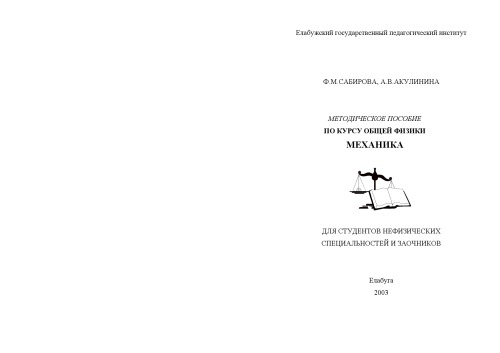 Елабужский государственный педагогический институт
Ф.М.САБИРОВА, А.В.АКУЛИНИНА
МЕТОДИЧЕСКОЕ ПОСОБИЕ
ПО КУРСУ ОБЩЕЙ ФИЗИКИ
МЕХАНИКА
ДЛЯ СТУДЕНТОВ НЕФИЗИЧЕСКИХ
СПЕЦИАЛЬНОСТЕЙ И ЗАОЧНИКОВ
Елабуга
2003